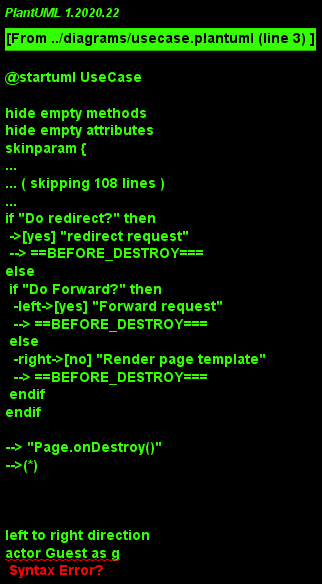 PlantUML 1.2020.22
[From ../diagrams/usecase.plantuml (line 3) ]
@startuml UseCase
hide empty methods
hide empty attributes
skinparam {
...
... ( skipping 108 lines )
...
if "Do redirect?" then
->[yes] "redirect request"
--> ==BEFORE_DESTROY===
else
if "Do Forward?" then
-left->[yes] "Forward request"
--> ==BEFORE_DESTROY===
else
-right->[no] "Render page template"
--> ==BEFORE_DESTROY===
endif
endif
--> "Page.onDestroy()"
-->(*)
left to right direction
actor Guest as g
Syntax Error?